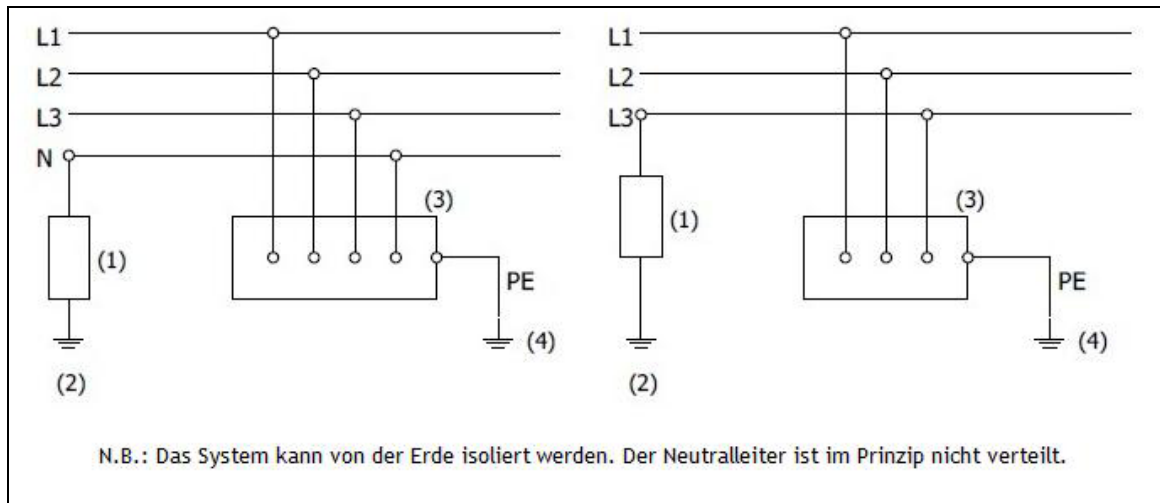 L1
L2
L3
N
(1)
(2)
(3)
PE
(4)
L1
L2
L3
(1)
(2)
(3)
PE
(4)
N.B.: Das System kann von der Erde isoliert werden. Der Neutralleiter ist im Prinzip nicht verteilt.